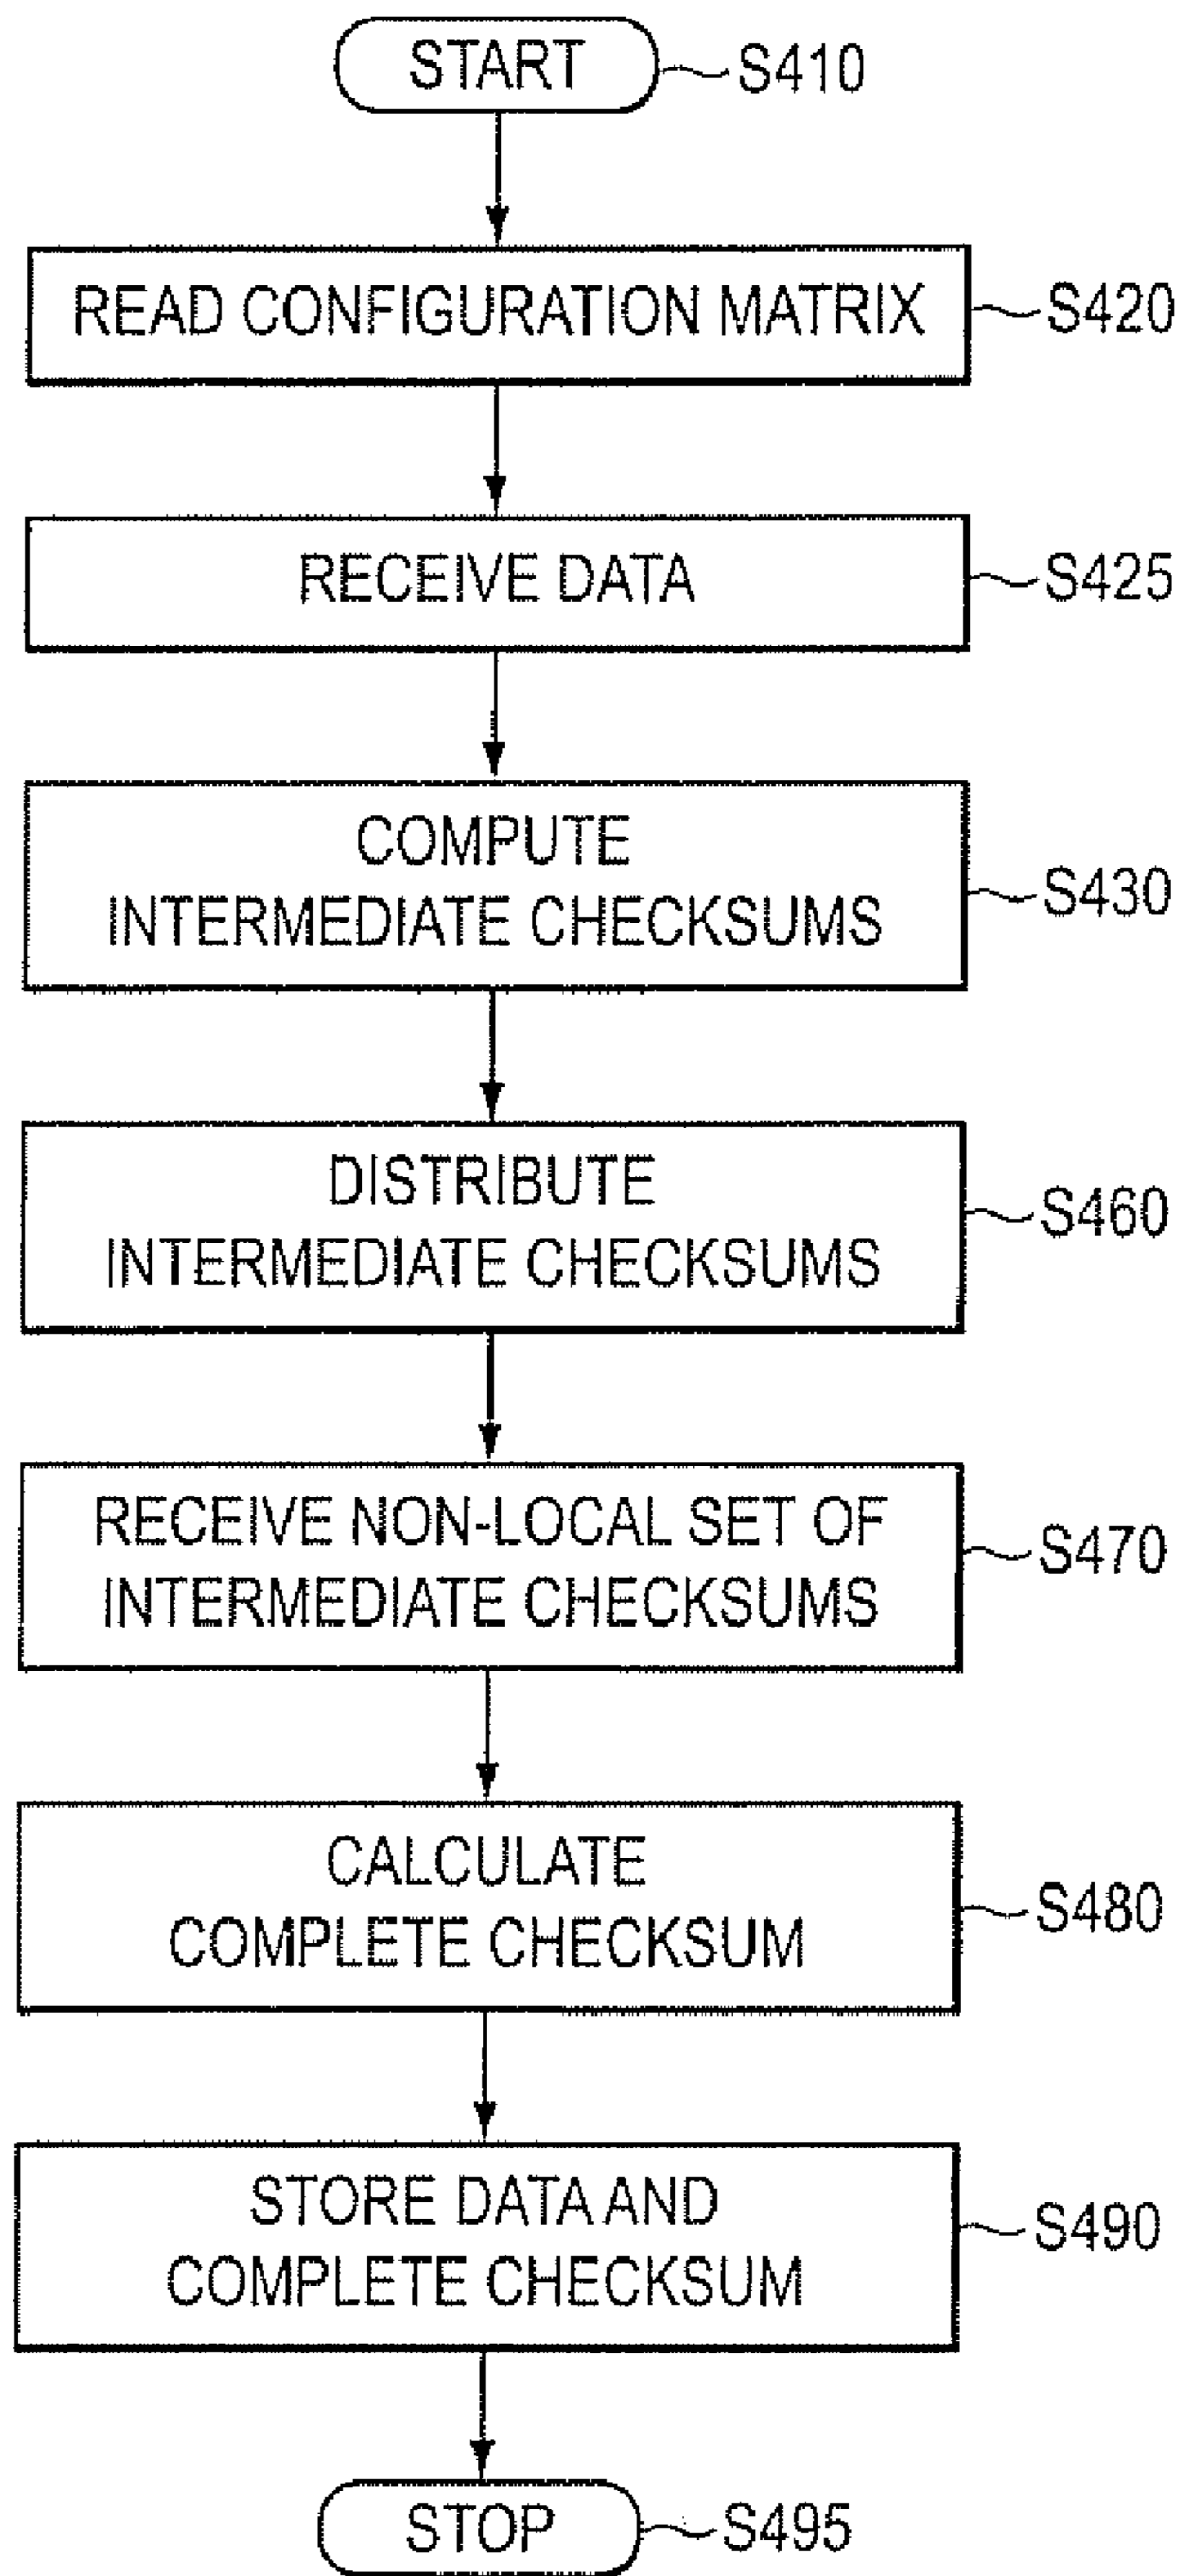 START
S410
READ CONFIGURATION MATRIX
S420
RECEIVE DATA
S425
COMPUTE
INTERMEDIATE CHECKSUMS
S430
DISTRIBUTE
INTERMEDIATE CHECKSUMS
S460
RECEIVE NON-LOCAL SET OF
INTERMEDIATE CHECKSUMS
S470
CALCULATE
COMPLETE CHECKSUM
S480
STORE DATA AND
COMPLETE CHECKSUM
S490
STOP
S495